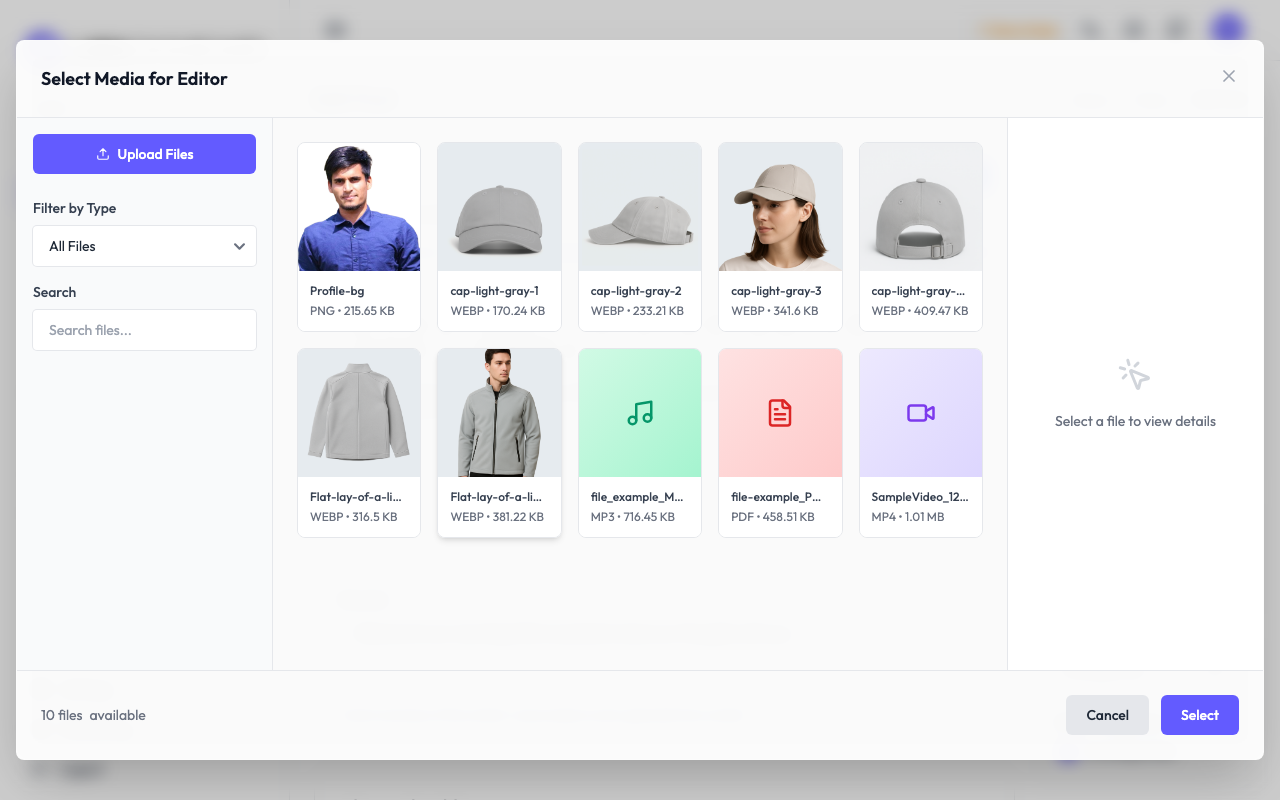 Select Media for Editor
Upload Files
Filter by Type
All Files
Search
Search files...
Profile-bg
PNG • 215.65 KB
cap-light-gray-1
WEBP • 170.24 KB
cap-light-gray-2
WEBP • 233.21 KB
cap-light-gray-3
WEBP • 341.6 KB
cap-light-gray-...
WEBP • 409.47 KB
Flat-lay-of-a-li...
WEBP • 316.5 KB
Flat-lay-of-a-li...
WEBP • 381.22 KB
file_example_M...
MP3 • 716.45 KB
file-example_P...
PDF • 458.51 KB
SampleVideo_12...
MP4 • 1.01 MB
Select a file to view details
10 files available
Cancel
Select